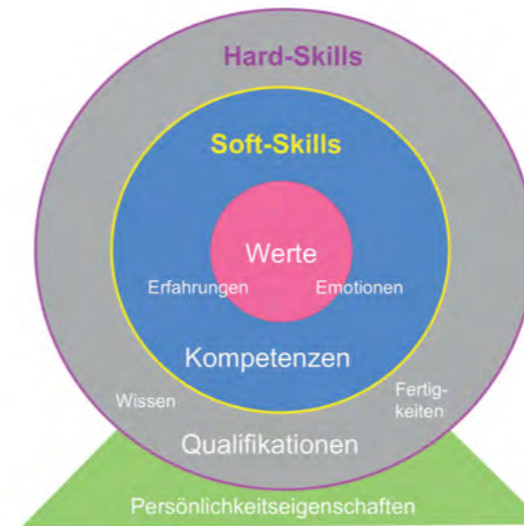 Hard-Skills
Soft-Skills
Werte
Erfahrungen Emotionen
Kompetenzen
Wissen
Fertig-
keiten
Qualifikationen
Persönlichkeitseigenschaften